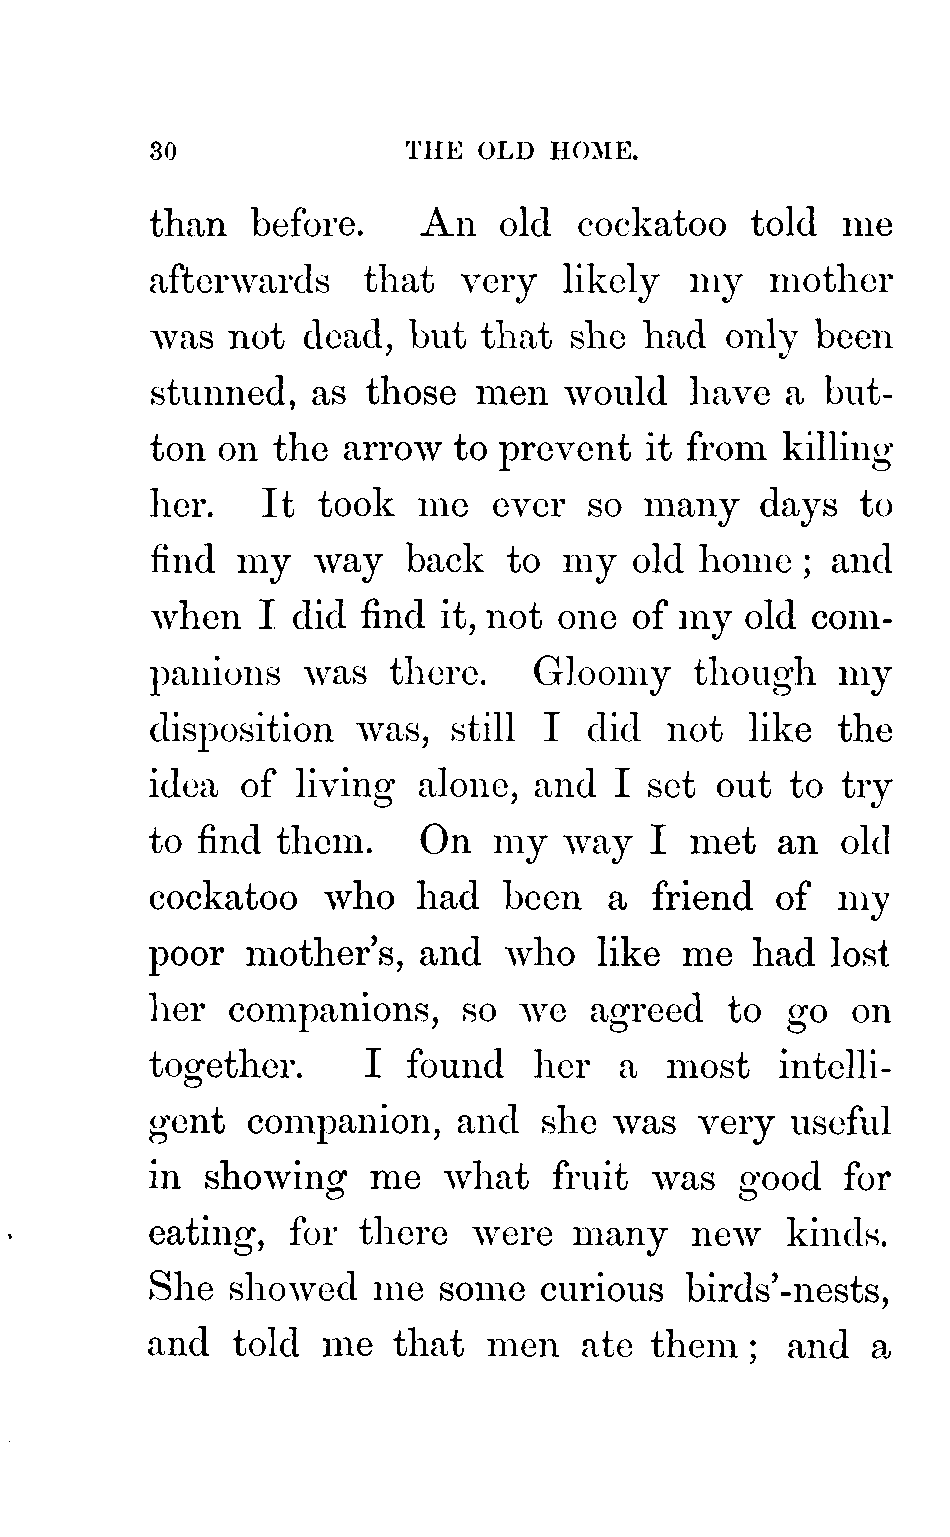 30 THE OLD HOME.
than before. An old cockatoo told me
afterwards that very likely my mother
was not dead, but that she had only been
stunned, as those men would have a but-
ton on the arrow to prevent it from killing
her. It took me ever so many days to
find my way back to my old home ; and
when I did find it, not one of my old com-
panions was there. Gloomy though my
disposition was, still I did not like the
idea of living alone, and I set out to try
to find them. On my way I met an old
cockatoo who had been a friend of my
poor mother's, and who like me had lost
her companions, so we agreed to go on
together. I found her a most intelli-
gent companion, and she was very useful
in showing me what fruit was good for
eating, for there were many new kinds.
She showed me some curious birds'-nests,
and told me that men ate them ; and a